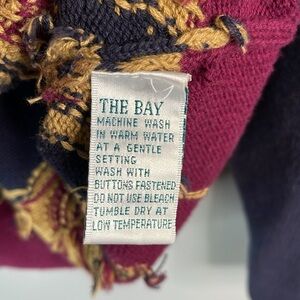 THE BAY
MACHINE WASH
IN WARM WATER
AT A GENTLE
SETTING
WASH WITH
BUTTONS FASTENED
DO NOT USE BLEACH
TUMBLE DRY AT
LOW TEMPERATURE